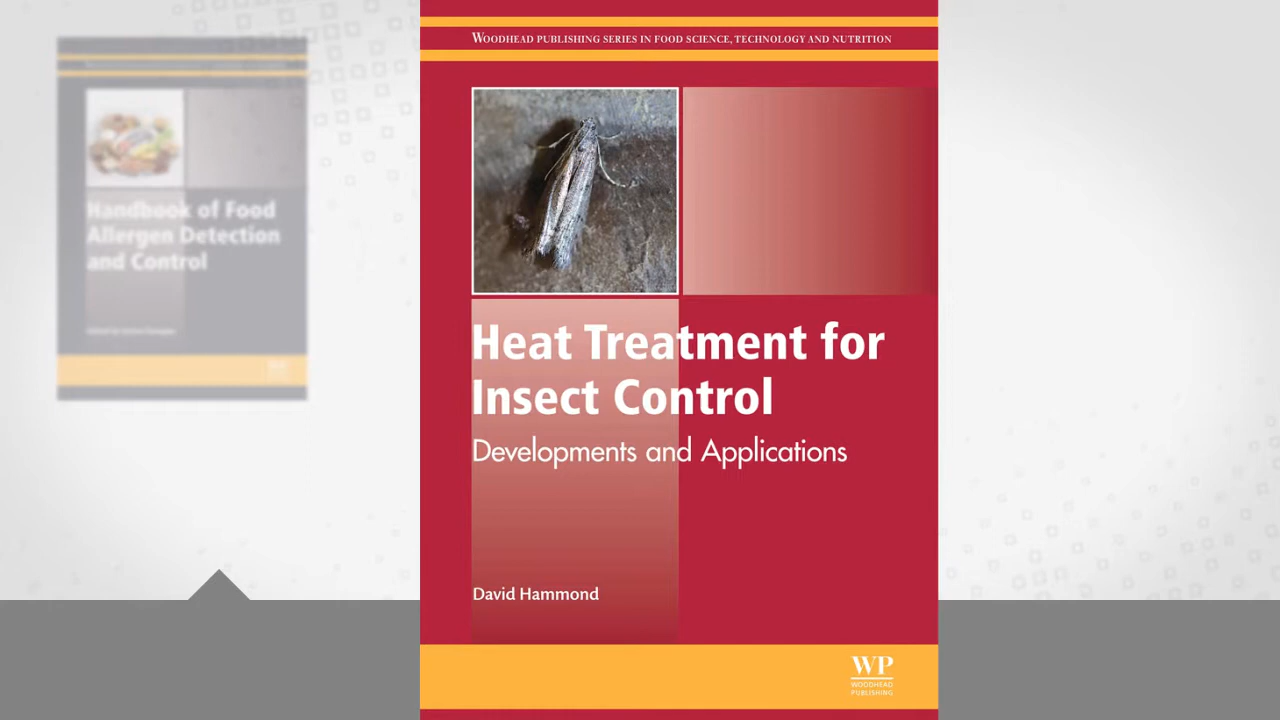 Handbook of Food
Allergen Detection
and Control
WOODHEAD PUBLISHING SERIES IN FOOD SCIENCE, TECHNOLOGY AND NUTRITION
Heat Treatment for
Insect Control
Developments and Applications
David Hammond
WP
WOODHEAD
PUBLISHING